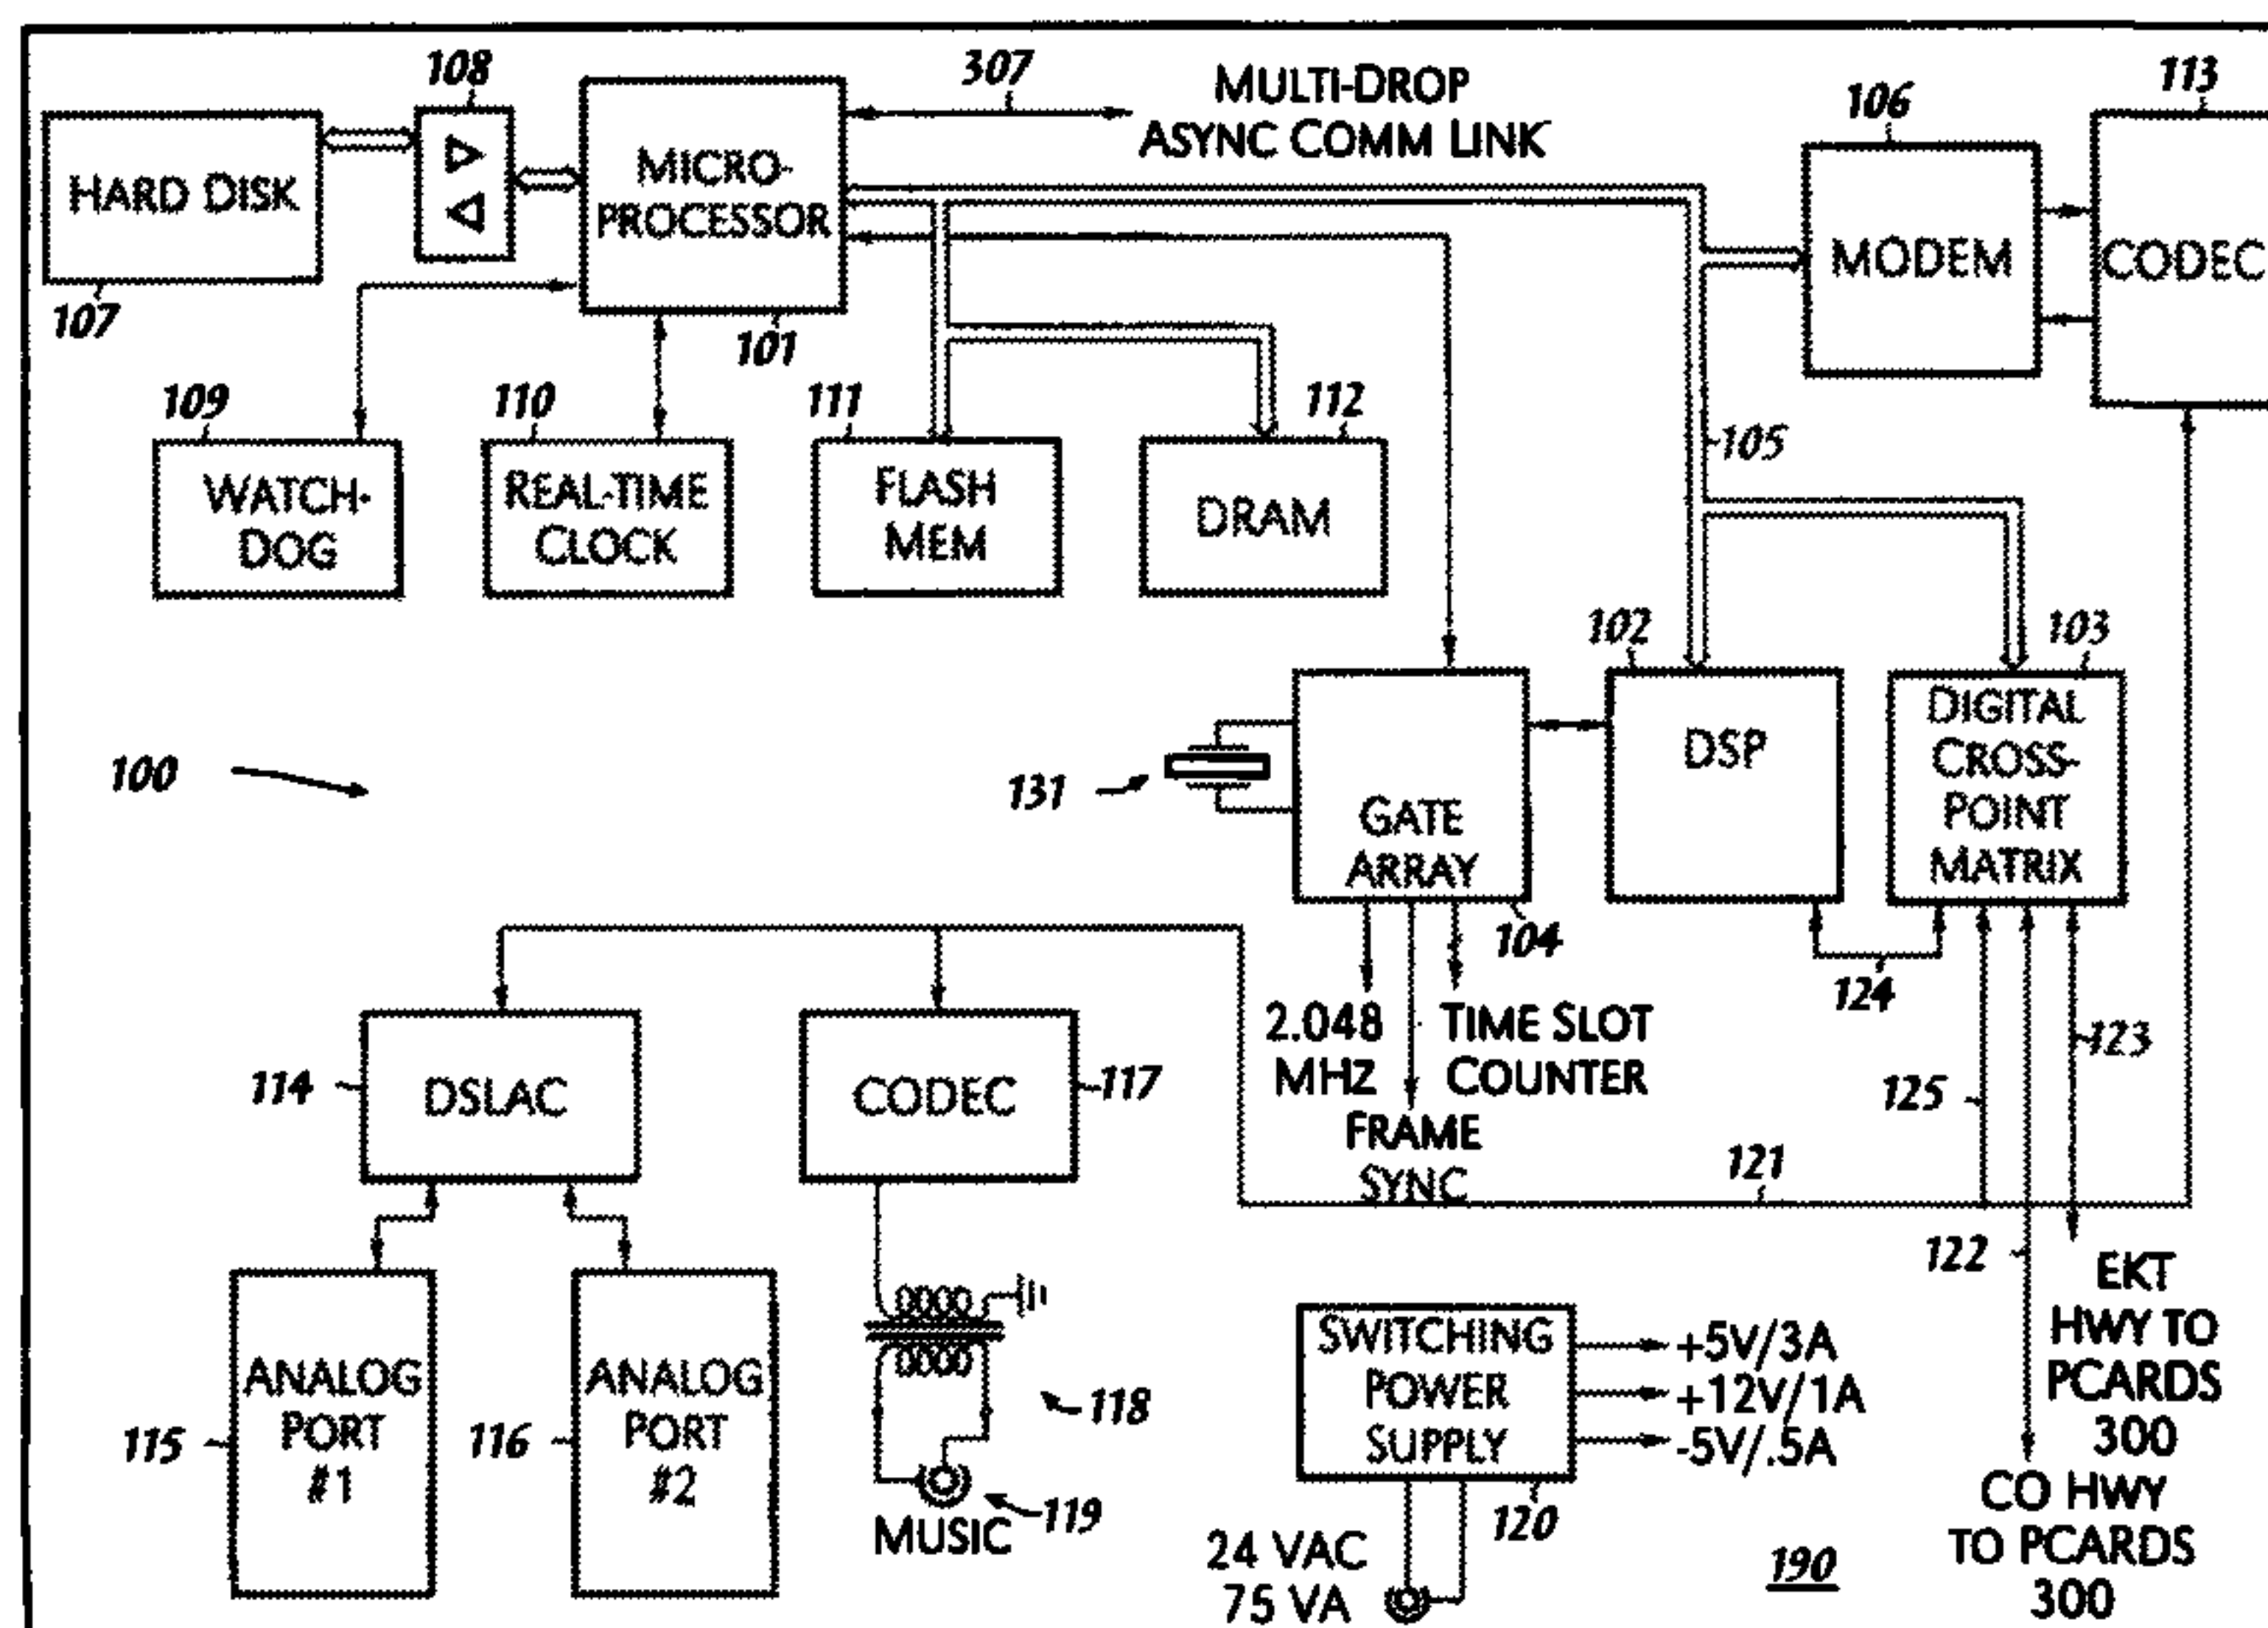 108
307
MULTI-DROP
ASYNC COMM LINK
106
113
HARD DISK
MICRO-
PROCESSOR
MODEM
CODEC
107
101
109
110
111
112
105
WATCH-
DOG
REAL-TIME
CLOCK
FLASH
MEM
DRAM
102
103
100
131
GATE
ARRAY
DSP
DIGITAL
CROSS-
POINT
MATRIX
104
124
2.048
MHZ
TIME SLOT
COUNTER
FRAME
SYNC
123
125
114
DSLAC
CODEC
117
121
122
EKT
HWY TO
PCARDS
300
CO HWY
TO PCARDS
300
115
ANALOG
PORT
#1
116
ANALOG
PORT
#2
118
MUSIC
119
SWITCHING
POWER
SUPPLY
+5V/3A
+12V/1A
-5V/.5A
120
24 VAC
75 VA
190